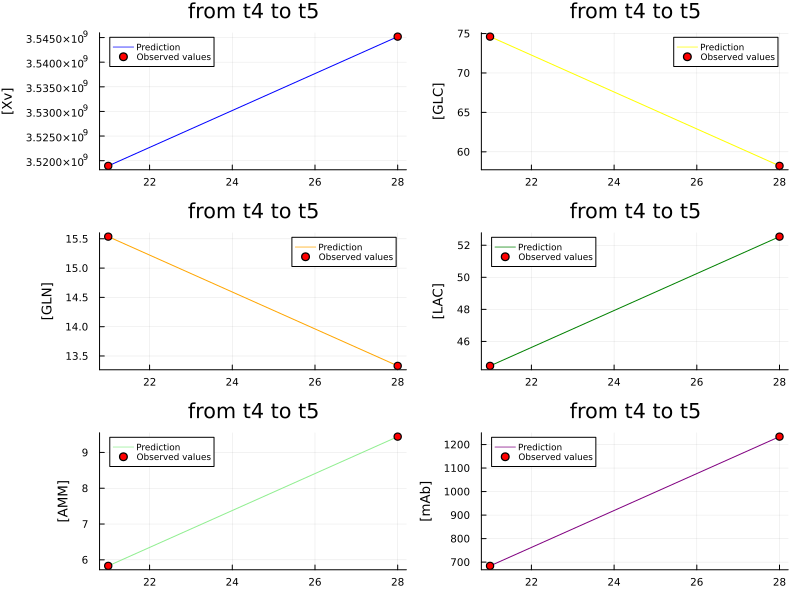 from t4 to t5
from t4 to t5
[Xv]
3.5450×10⁹
3.5400×10⁹
3.5350×10⁹
3.5300×10⁹
3.5250×10⁹
3.5200×10⁹
Prediction
Observed values
22 24 26 28
[GLC]
75
70
65
60
Prediction
Observed values
22 24 26 28
from t4 to t5
from t4 to t5
[GLN]
15.5
15.0
14.5
14.0
13.5
Prediction
Observed values
22 24 26 28
[LAC]
52
50
48
46
Prediction
Observed values
22 24 26 28
from t4 to t5
from t4 to t5
[AMM]
9
8
7
6
Prediction
Observed values
22 24 26 28
[mAb]
1200
1100
1000
900
800
700
Prediction
Observed values
22 24 26 28